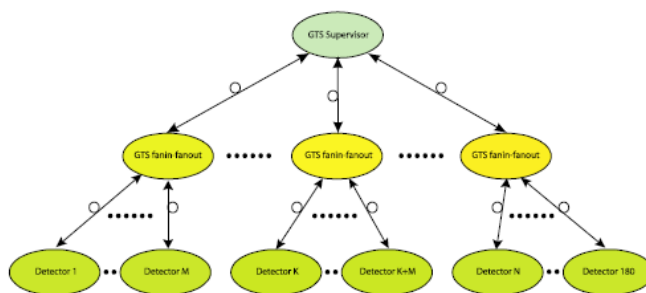 GTS Supervisor
GTS fanin-fanout
GTS fanin-fanout
GTS fanin-fanout
Detector 1
Detector M
Detector K
Detector K+M
Detector N
Detector 180